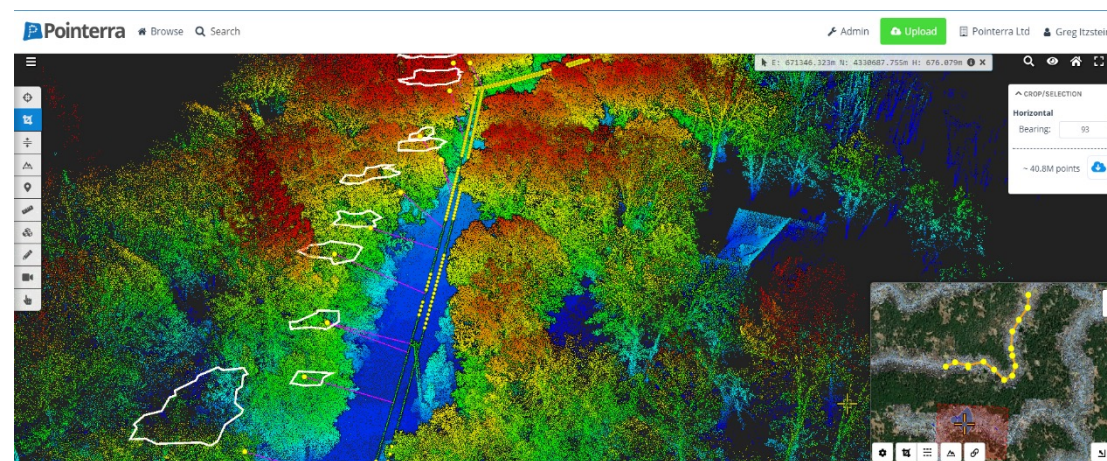 Pointerra Browse Search Admin Upload Pointerra Ltd Greg Itzstein
E: 671346.323m N: 4330687.755m H: 676.079m
CROP/SELECTION
Horizontal
Bearing: 93
~ 40.8M points